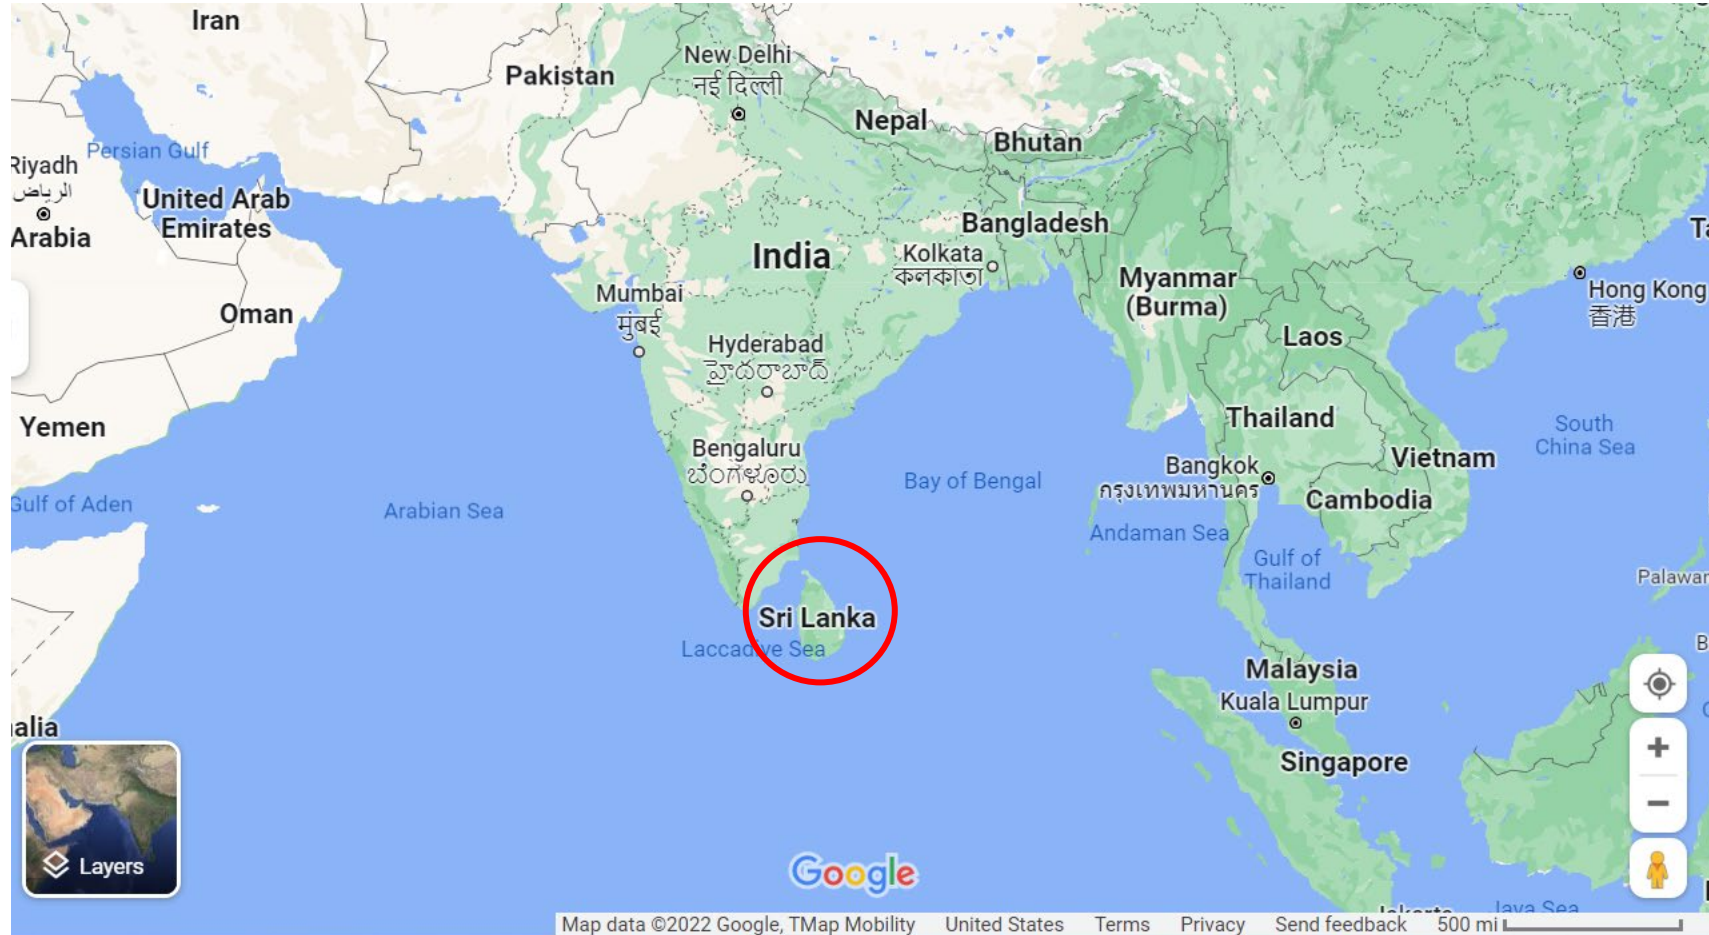 Iran
Pakistan
New Delhi
नई दिल्ली
Nepal
Bhutan
Persian Gulf
Riyadh
الرياض
Arabia
United Arab
Emirates
Bangladesh
India
Kolkata
কলকাতা
Myanmar
(Burma)
Hong Kong
香港
Mumbai
मुंबई
Oman
Hyderabad
హైదరాబాద్
Laos
Yemen
Thailand
South
China Sea
Bengaluru
ಬೆಂಗಳೂರು
Bangkok
กรุงเทพมหานคร
Vietnam
Bay of Bengal
Cambodia
Gulf of Aden
Arabian Sea
Andaman Sea
Gulf of
Thailand
Sri Lanka
Laccadive Sea
Malaysia
Kuala Lumpur
Singapore
Layers
Google
Java Sea
Map data ©2022 Google, TMap Mobility United States Terms Privacy Send feedback 500 mi